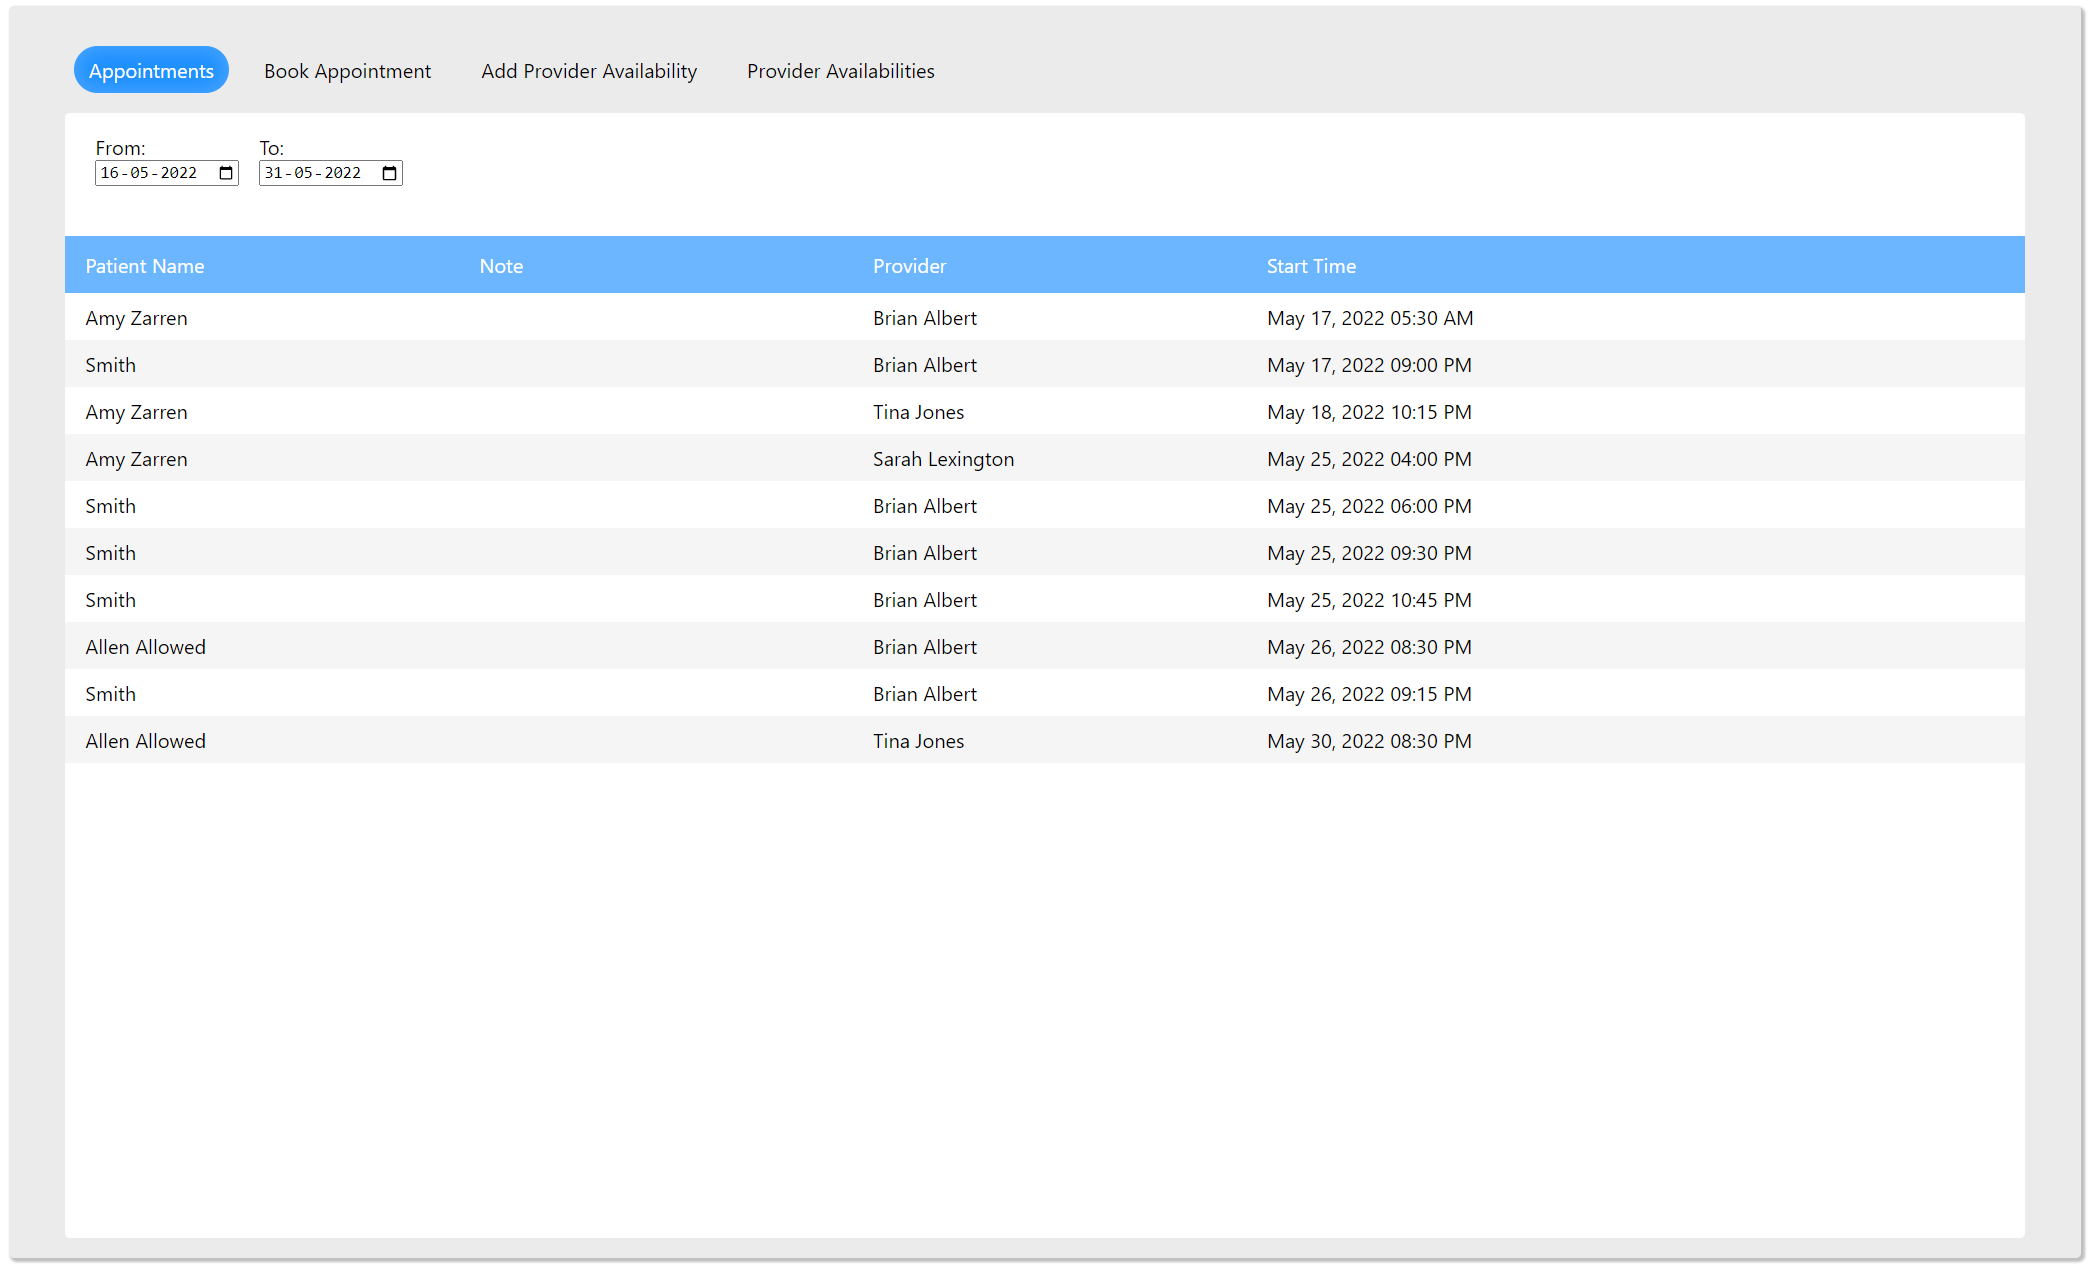 Appointments Book Appointment Add Provider Availability Provider Availabilities
From: To:
16-05-2022 31-05-2022
Patient Name Note Provider Start Time
Amy Zarren Brian Albert May 17, 2022 05:30 AM
Smith Brian Albert May 17, 2022 09:00 PM
Amy Zarren Tina Jones May 18, 2022 10:15 PM
Amy Zarren Sarah Lexington May 25, 2022 04:00 PM
Smith Brian Albert May 25, 2022 06:00 PM
Smith Brian Albert May 25, 2022 09:30 PM
Smith Brian Albert May 25, 2022 10:45 PM
Allen Allowed Brian Albert May 26, 2022 08:30 PM
Smith Brian Albert May 26, 2022 09:15 PM
Allen Allowed Tina Jones May 30, 2022 08:30 PM